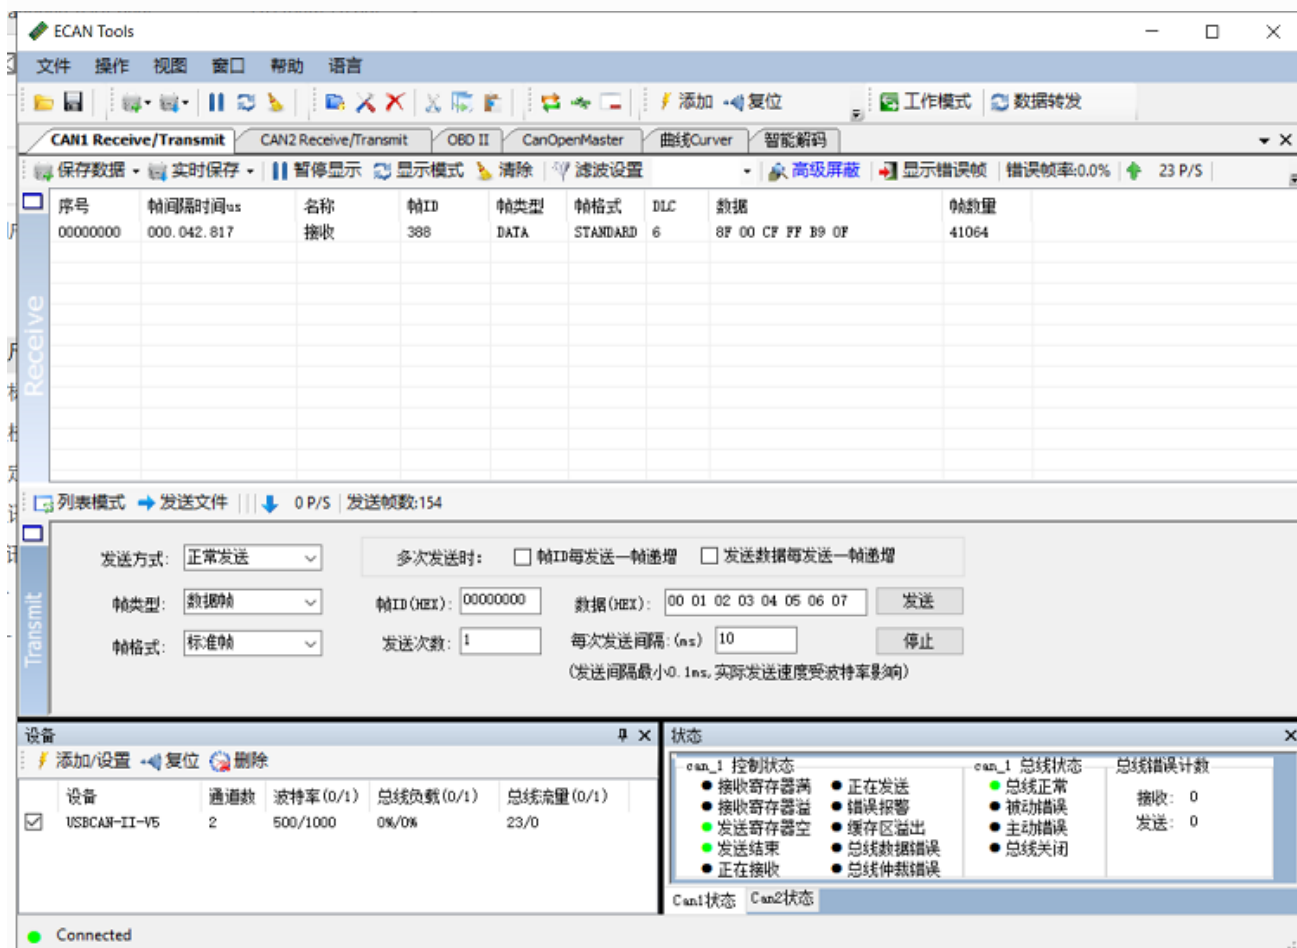 ECAN Tools
文件 操作 视图 窗口 帮助 语言
添加 复位 工作模式 数据转发
CAN1 Receive/Transmit CAN2 Receive/Transmit OBD II CanOpenMaster 曲线Curver 智能解码
保存数据 实时保存 暂停显示 显示模式 清除 滤波设置 高级屏蔽 显示错误帧 错误帧率:0.0% 23 P/S
序号 帧间隔时间us 名称 帧ID 帧类型 帧格式 DLC 数据 帧数量
00000000 000.042.817 接收 388 DATA STANDARD 6 8F 00 CF FF B9 0F 41064
Receive
列表模式 发送文件 0 P/S 发送帧数:154
发送方式: 正常发送 多次发送时: 帧ID每发送一帧递增 发送数据每发送一帧递增
帧类型: 数据帧 帧ID(HEX): 00000000 数据(HEX): 00 01 02 03 04 05 06 07 发送
帧格式: 标准帧 发送次数: 1 每次发送间隔:(ms) 10 停止
(发送间隔最小0.1ms,实际发送速度受波特率影响)
Transmit
设备
添加/设置 复位 删除
设备 通道数 波特率(0/1) 总线负载(0/1) 总线流量(0/1)
USBCAN-II-V5 2 500/1000 0%/0% 23/0
状态
can_1 控制状态 can_1 总线状态 总线错误计数
接收寄存器满 正在发送 总线正常 接收: 0
接收寄存器溢 错误报警 被动错误 发送: 0
发送寄存器空 缓存区溢出 主动错误
发送结束 总线数据错误 总线关闭
正在接收 总线仲裁错误
Can1状态 Can2状态
Connected